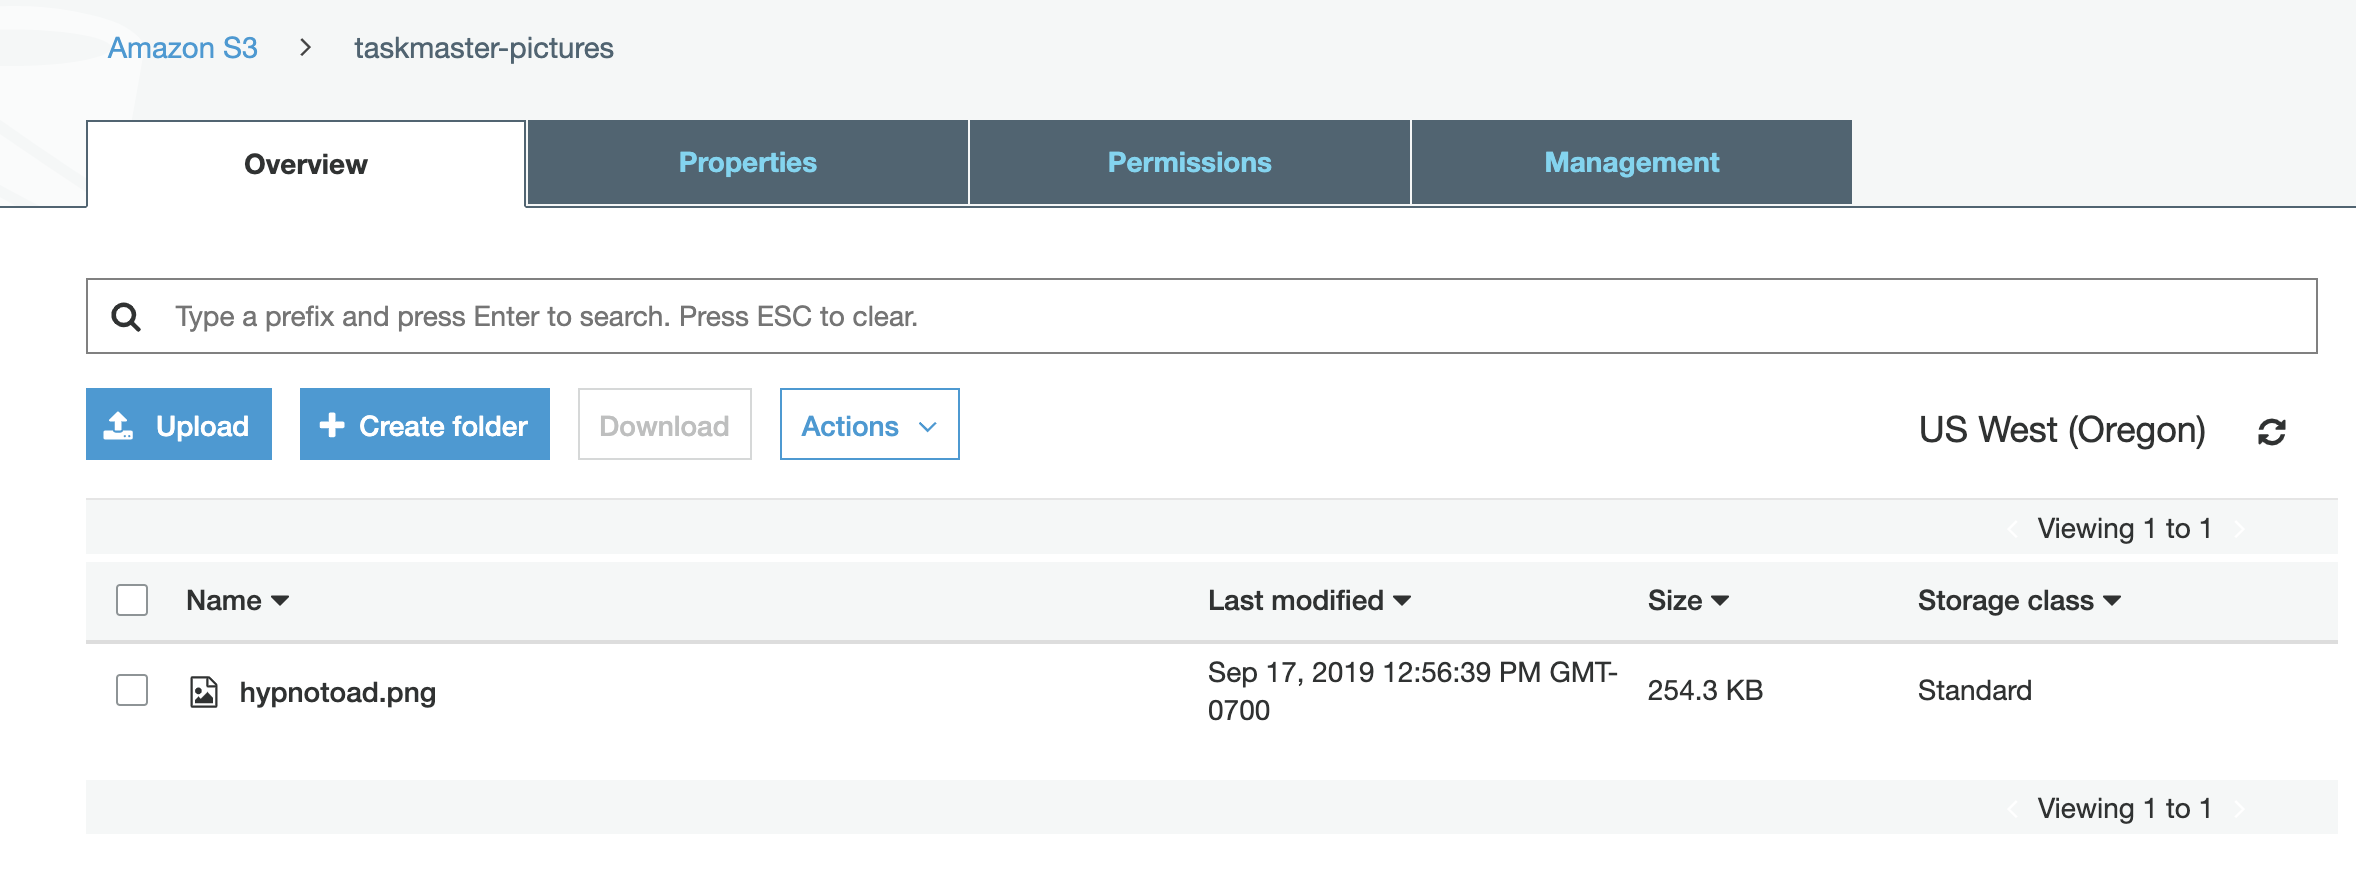 Amazon S3 > taskmaster-pictures
Overview Properties Permissions Management
Type a prefix and press Enter to search. Press ESC to clear.
Upload Create folder Download Actions US West (Oregon)
Viewing 1 to 1
Name Last modified Size Storage class
hypnotoad.png Sep 17, 2019 12:56:39 PM GMT-
0700 254.3 KB Standard
Viewing 1 to 1